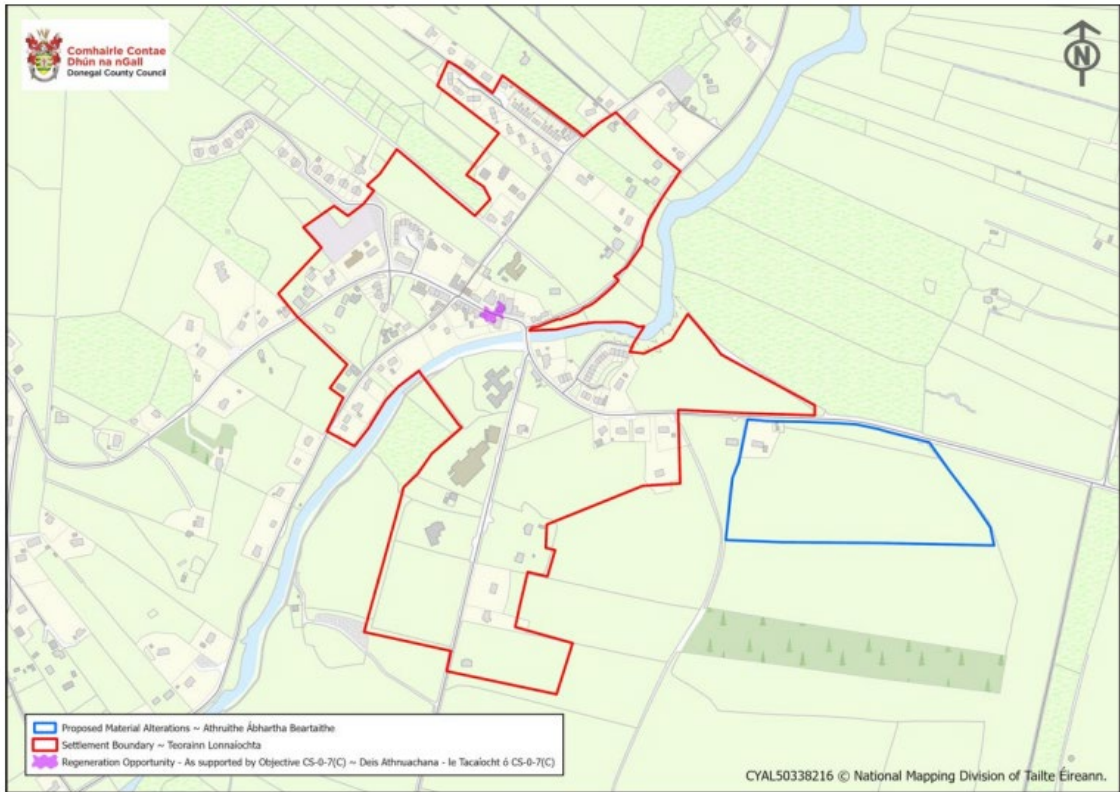 Comhairle Contae
Dhún na nGall
Donegal County Council
N
Proposed Material Alterations ~ Athruithe Ábhartha Beartaithe
Settlement Boundary ~ Teorainn Lonnaíochta
Regeneration Opportunity - As supported by Objective CS-0-7(C) ~ Deis Athnuachana - le Tacaíocht ó CS-0-7(C)
CYAL50338216 © National Mapping Division of Tailte Éireann.